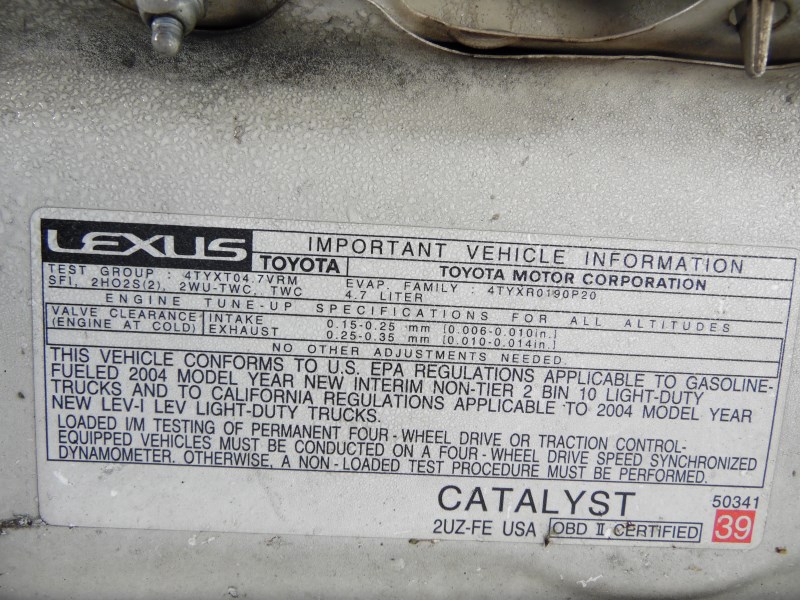 LEXUS IMPORTANT VEHICLE INFORMATION
TOYOTA TOYOTA MOTOR CORPORATION
TEST GROUP : 4TYXT04.7VRM EVAP. FAMILY : 4TYXR0190P20
SFI, 2HO2S(2), 2WU-TWC, TWC 4.7 LITER
ENGINE TUNE-UP SPECIFICATIONS FOR ALL ALTITUDES
VALVE CLEARANCE INTAKE 0.15-0.25 mm [0.006-0.010in.]
(ENGINE AT COLD) EXHAUST 0.25-0.35 mm [0.010-0.014in.]
NO OTHER ADJUSTMENTS NEEDED.
THIS VEHICLE CONFORMS TO U.S. EPA REGULATIONS APPLICABLE TO GASOLINE-
FUELED 2004 MODEL YEAR NEW INTERIM NON-TIER 2 BIN 10 LIGHT-DUTY
TRUCKS AND TO CALIFORNIA REGULATIONS APPLICABLE TO 2004 MODEL YEAR
NEW LEV-I LEV LIGHT-DUTY TRUCKS.
LOADED I/M TESTING OF PERMANENT FOUR-WHEEL DRIVE OR TRACTION CONTROL-
EQUIPPED VEHICLES MUST BE CONDUCTED ON A FOUR-WHEEL DRIVE SPEED SYNCHRONIZED
DYNAMOMETER. OTHERWISE, A NON-LOADED TEST PROCEDURE MUST BE PERFORMED.
CATALYST 50341
2UZ-FE USA OBD II CERTIFIED 39